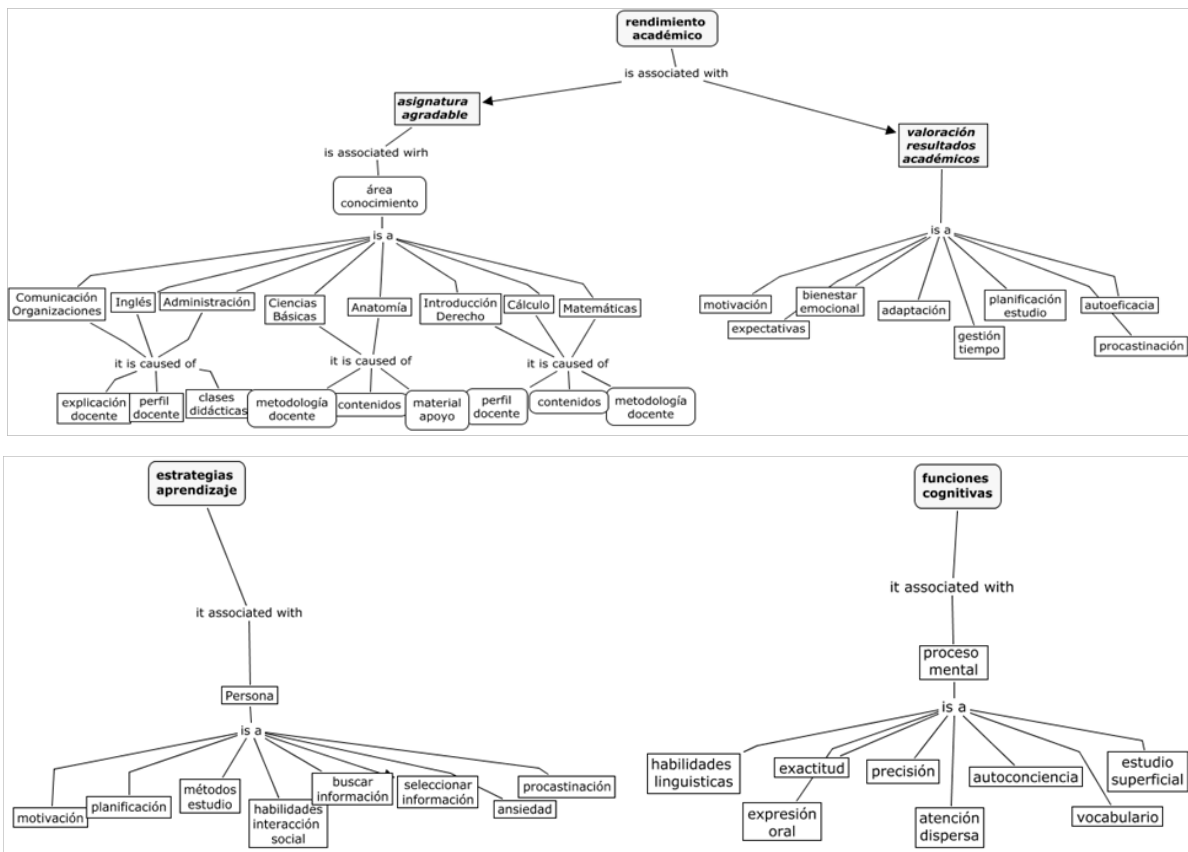 rendimiento
académico
is associated with
asignatura
agradable
valoración
resultados
académicos
is associated wirh
área
conocimiento
is a
is a
Comunicación
Organizaciones
Inglés
Administración
Ciencias
Básicas
Anatomía
Introducción
Derecho
Cálculo
Matemáticas
motivación
expectativas
bienestar
emocional
adaptación
gestión
tiempo
planificación
estudio
autoeficacia
procastinación
it is caused of
it is caused of
it is caused of
explicación
docente
perfil
docente
clases
didácticas
metodología
docente
contenidos
material
apoyo
perfil
docente
contenidos
metodología
docente
estrategias
aprendizaje
it associated with
Persona
is a
motivación
planificación
métodos
estudio
habilidades
interacción
social
buscar
información
seleccionar
información
ansiedad
procastinación
funciones
cognitivas
it associated with
proceso
mental
is a
habilidades
linguisticas
exactitud
expresión
oral
precisión
atención
dispersa
autoconciencia
vocabulario
estudio
superficial